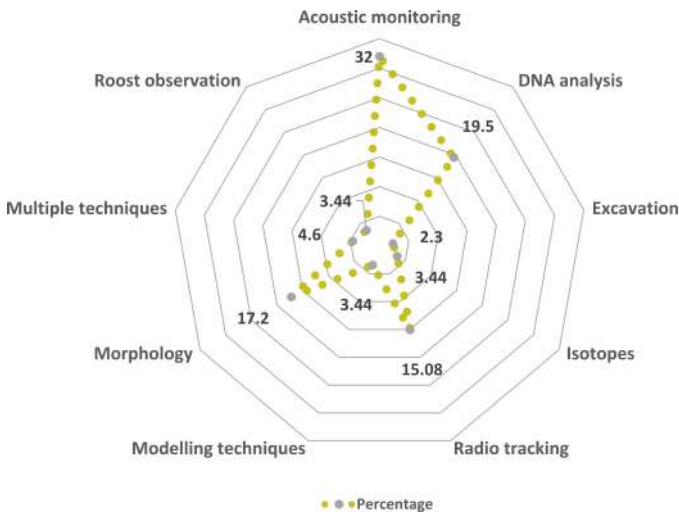 Acoustic monitoring
32
Roost observation
DNA analysis
19.5
3.44
Multiple techniques
Excavation
4.6
2.3
3.44
3.44
17.2
Morphology
Isotopes
15.08
Modelling techniques
Radio tracking
Percentage